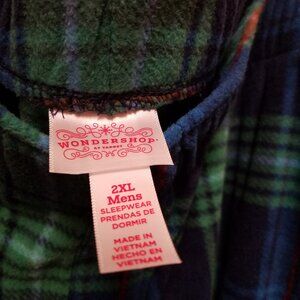 WONDERSHOP
BY TARGET
2XL
Mens
SLEEPWEAR
PRENDAS DE
DORMIR
MADE IN
VIETNAM
HECHO EN
VIETNAM